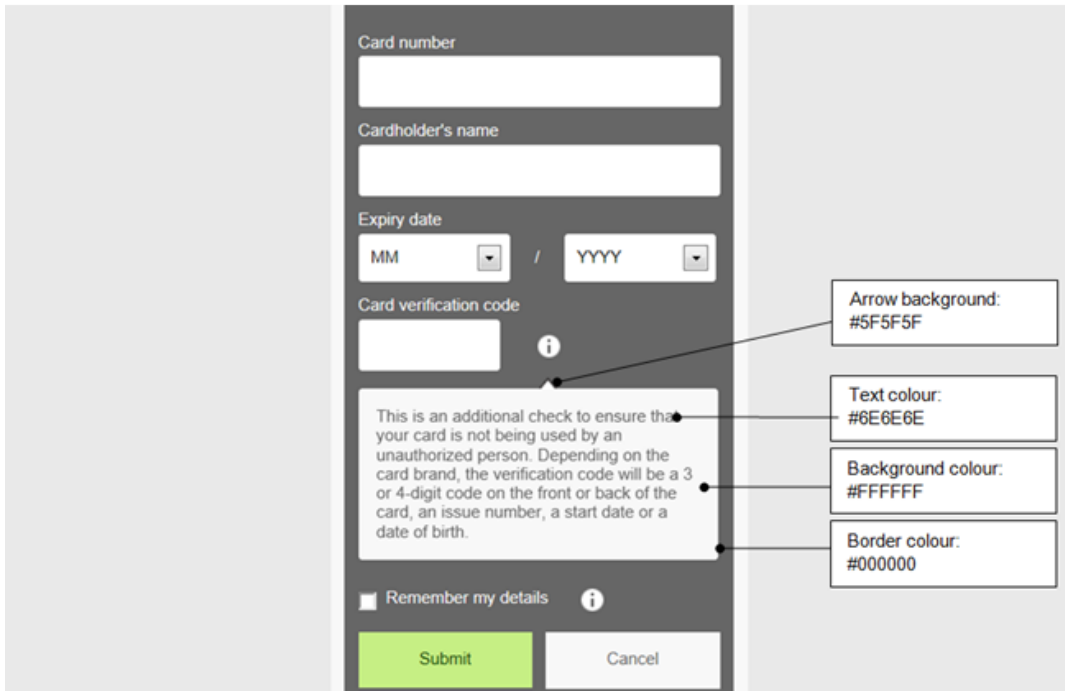 Card number
Cardholder's name
Expiry date
MM / YYYY
Card verification code
This is an additional check to ensure that
your card is not being used by an
unauthorized person. Depending on the
card brand, the verification code will be a 3
or 4-digit code on the front or back of the
card, an issue number, a start date or a
date of birth.
Remember my details
Submit Cancel
Arrow background:
#5F5F5F
Text colour:
#6E6E6E
Background colour:
#FFFFFF
Border colour:
#000000